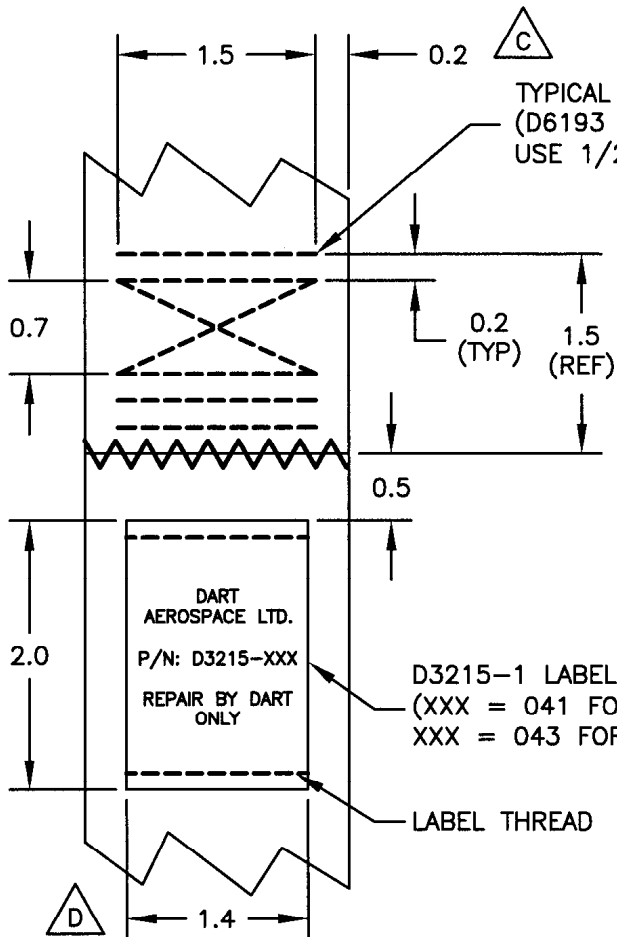 C
1.5
0.2
TYPICAL
(D6193
USE 1/2
0.7
0.2
(TYP)
1.5
(REF)
0.5
DART
AEROSPACE LTD.
P/N: D3215-XXX
REPAIR BY DART
ONLY
2.0
D3215-1 LABEL
(XXX = 041 FO
XXX = 043 FOR
LABEL THREAD
D
1.4